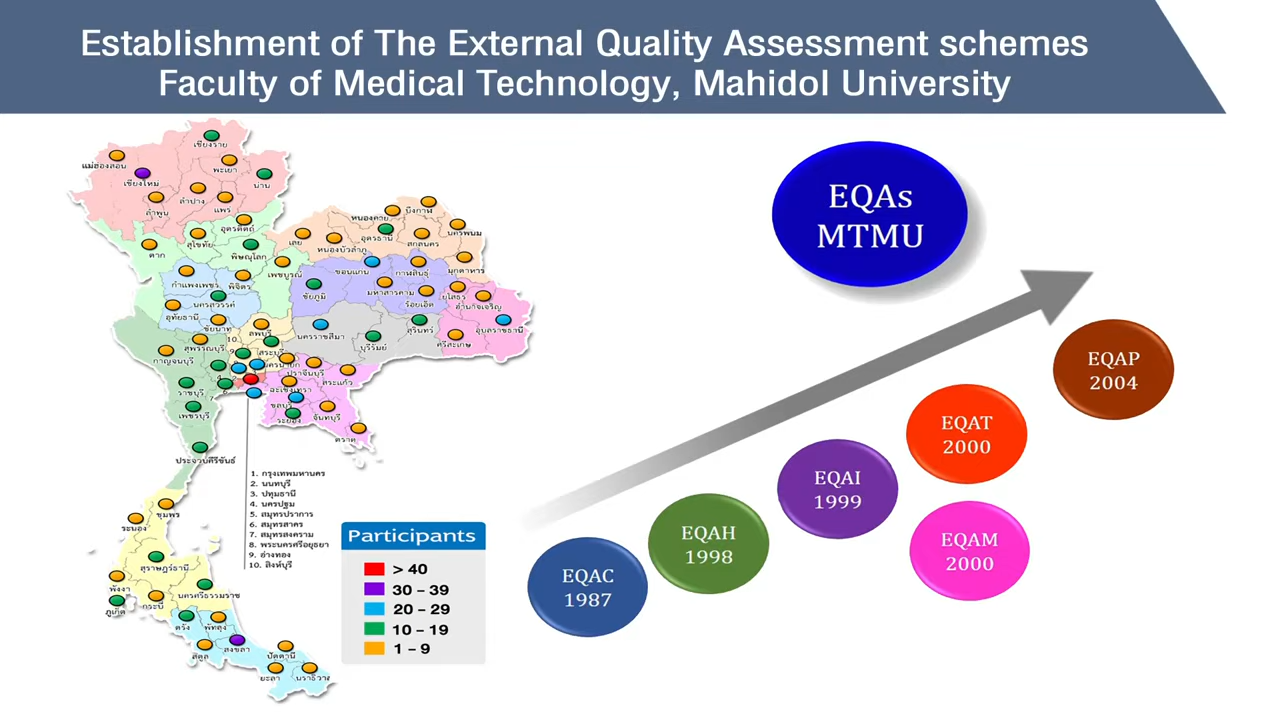 Establishment of The External Quality Assessment schemes
Faculty of Medical Technology, Mahidol University
เชียงราย
แม่ฮ่องสอน
พะเยา
เชียงใหม่
น่าน
ลำปาง
ลำพูน
แพร่
บึงกาฬ
หนองคาย
อุตรดิตถ์
นครพนม
เลย
อุดรธานี
สุโขทัย
หนองบัวลำภู
สกลนคร
ตาก
พิษณุโลก
เพชรบูรณ์
ขอนแก่น
กาฬสินธุ์
มุกดาหาร
กำแพงเพชร
พิจิตร
ชัยภูมิ
มหาสารคาม
ร้อยเอ็ด
ยโสธร
อำนาจเจริญ
นครสวรรค์
อุทัยธานี
ชัยนาท
ลพบุรี
นครราชสีมา
สุรินทร์
อุบลราชธานี
บุรีรัมย์
ศรีสะเกษ
สุพรรณบุรี
สระบุรี
กาญจนบุรี
นครนายก
ปราจีนบุรี
สระแก้ว
ราชบุรี
ฉะเชิงเทรา
ชลบุรี
เพชรบุรี
ระยอง
จันทบุรี
ตราด
ประจวบคีรีขันธ์
1. กรุงเทพมหานคร
2. นนทบุรี
3. ปทุมธานี
4. นครปฐม
5. สมุทรปราการ
6. สมุทรสาคร
7. สมุทรสงคราม
8. พระนครศรีอยุธยา
9. อ่างทอง
10. สิงห์บุรี
ชุมพร
ระนอง
สุราษฎร์ธานี
พังงา
นครศรีธรรมราช
กระบี่
ภูเก็ต
ตรัง
พัทลุง
สตูล
สงขลา
ปัตตานี
ยะลา
นราธิวาส
Participants
> 40
30 – 39
20 – 29
10 – 19
1 – 9
EQAs
MTMU
EQAC
1987
EQAH
1998
EQAI
1999
EQAT
2000
EQAM
2000
EQAP
2004